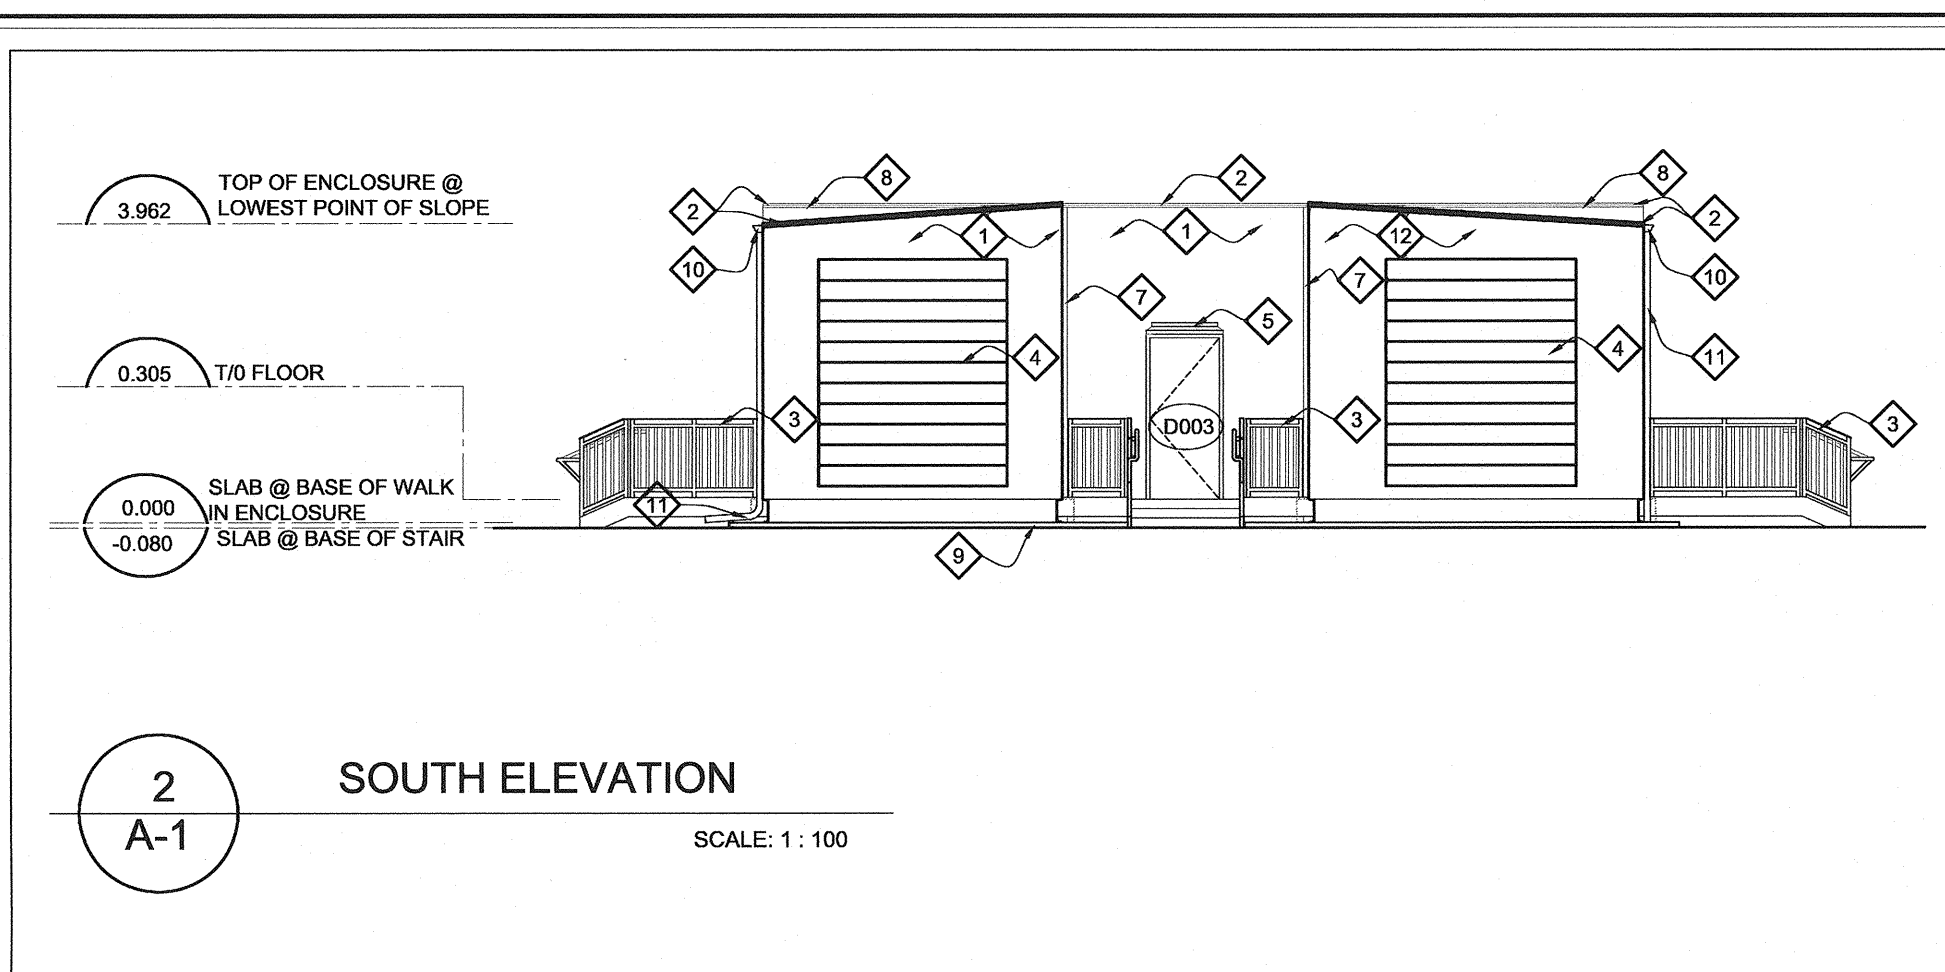 TOP OF ENCLOSURE @
3.962
LOWEST POINT OF SLOPE
8
2
8
2
2
1
1
12
10
10
7
7
5
4
4
11
0.305
T/0 FLOOR
3
3
3
D003
SLAB @ BASE OF WALK
0.000
IN ENCLOSURE
11
-0.080
SLAB @ BASE OF STAIR
9
2
A-1
SOUTH ELEVATION
SCALE: 1 : 100